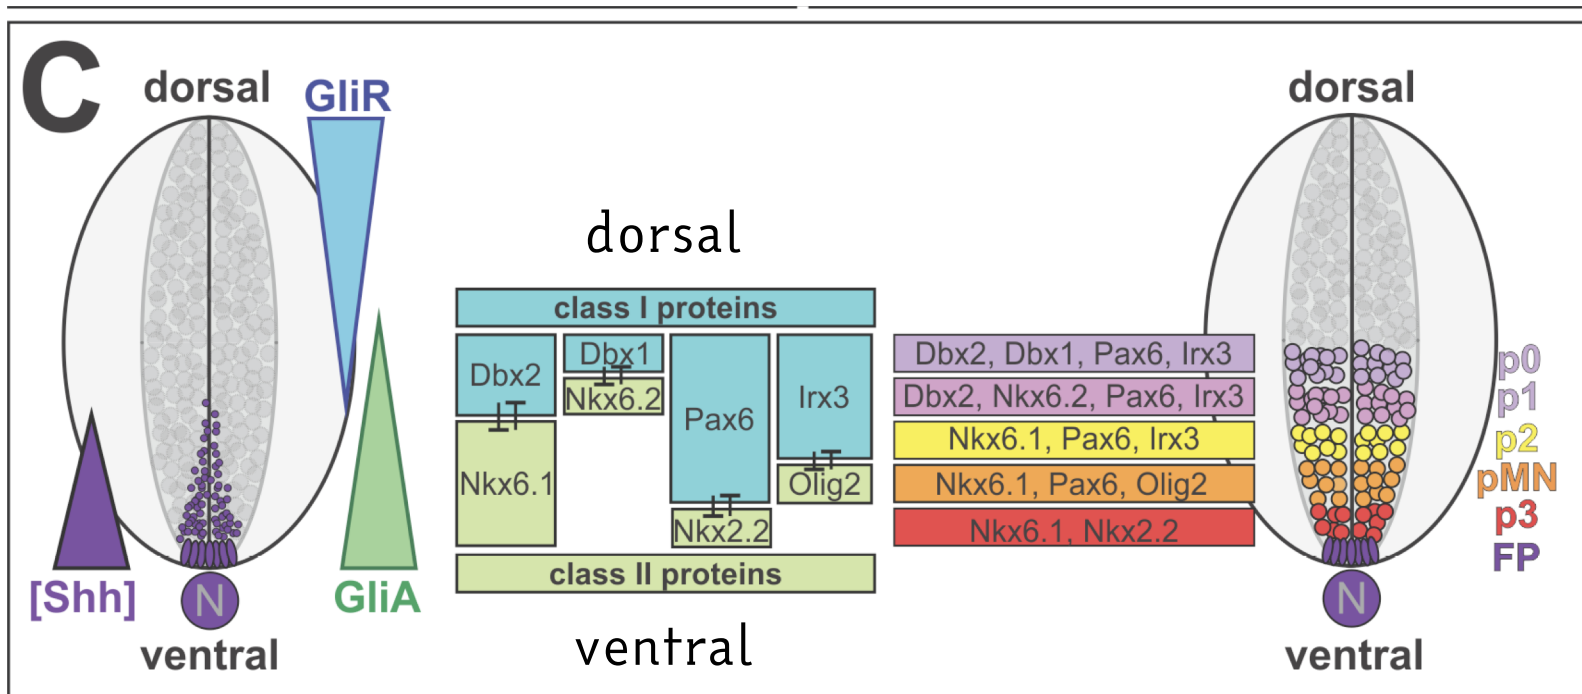 C
dorsal
GliR
[Shh]
N
GliA
ventral
dorsal
class I proteins
Dbx2
Dbx1
Nkx6.2
Pax6
Irx3
Nkx6.1
Olig2
Nkx2.2
class II proteins
ventral
Dbx2, Dbx1, Pax6, Irx3
Dbx2, Nkx6.2, Pax6, Irx3
Nkx6.1, Pax6, Irx3
Nkx6.1, Pax6, Olig2
Nkx6.1, Nkx2.2
dorsal
p0
p1
p2
pMN
p3
FP
N
ventral